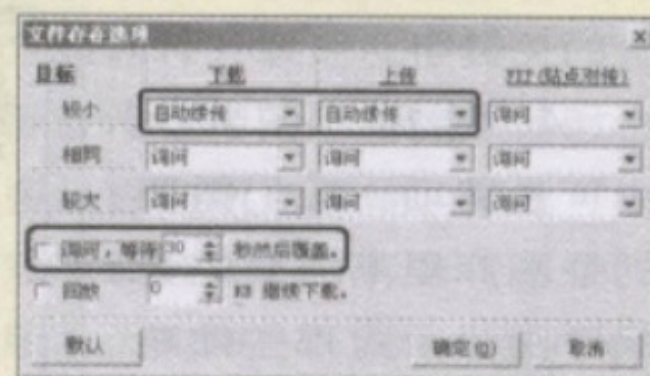 文件存在选项
目标 下载 上传 FXP(站点对传)
较小 自动续传 自动续传 询问
相同 询问 询问 询问
较大 询问 询问 询问
询问，等待 30 秒然后覆盖。
回放 0 KB 继续下载。
默认 确定(O) 取消